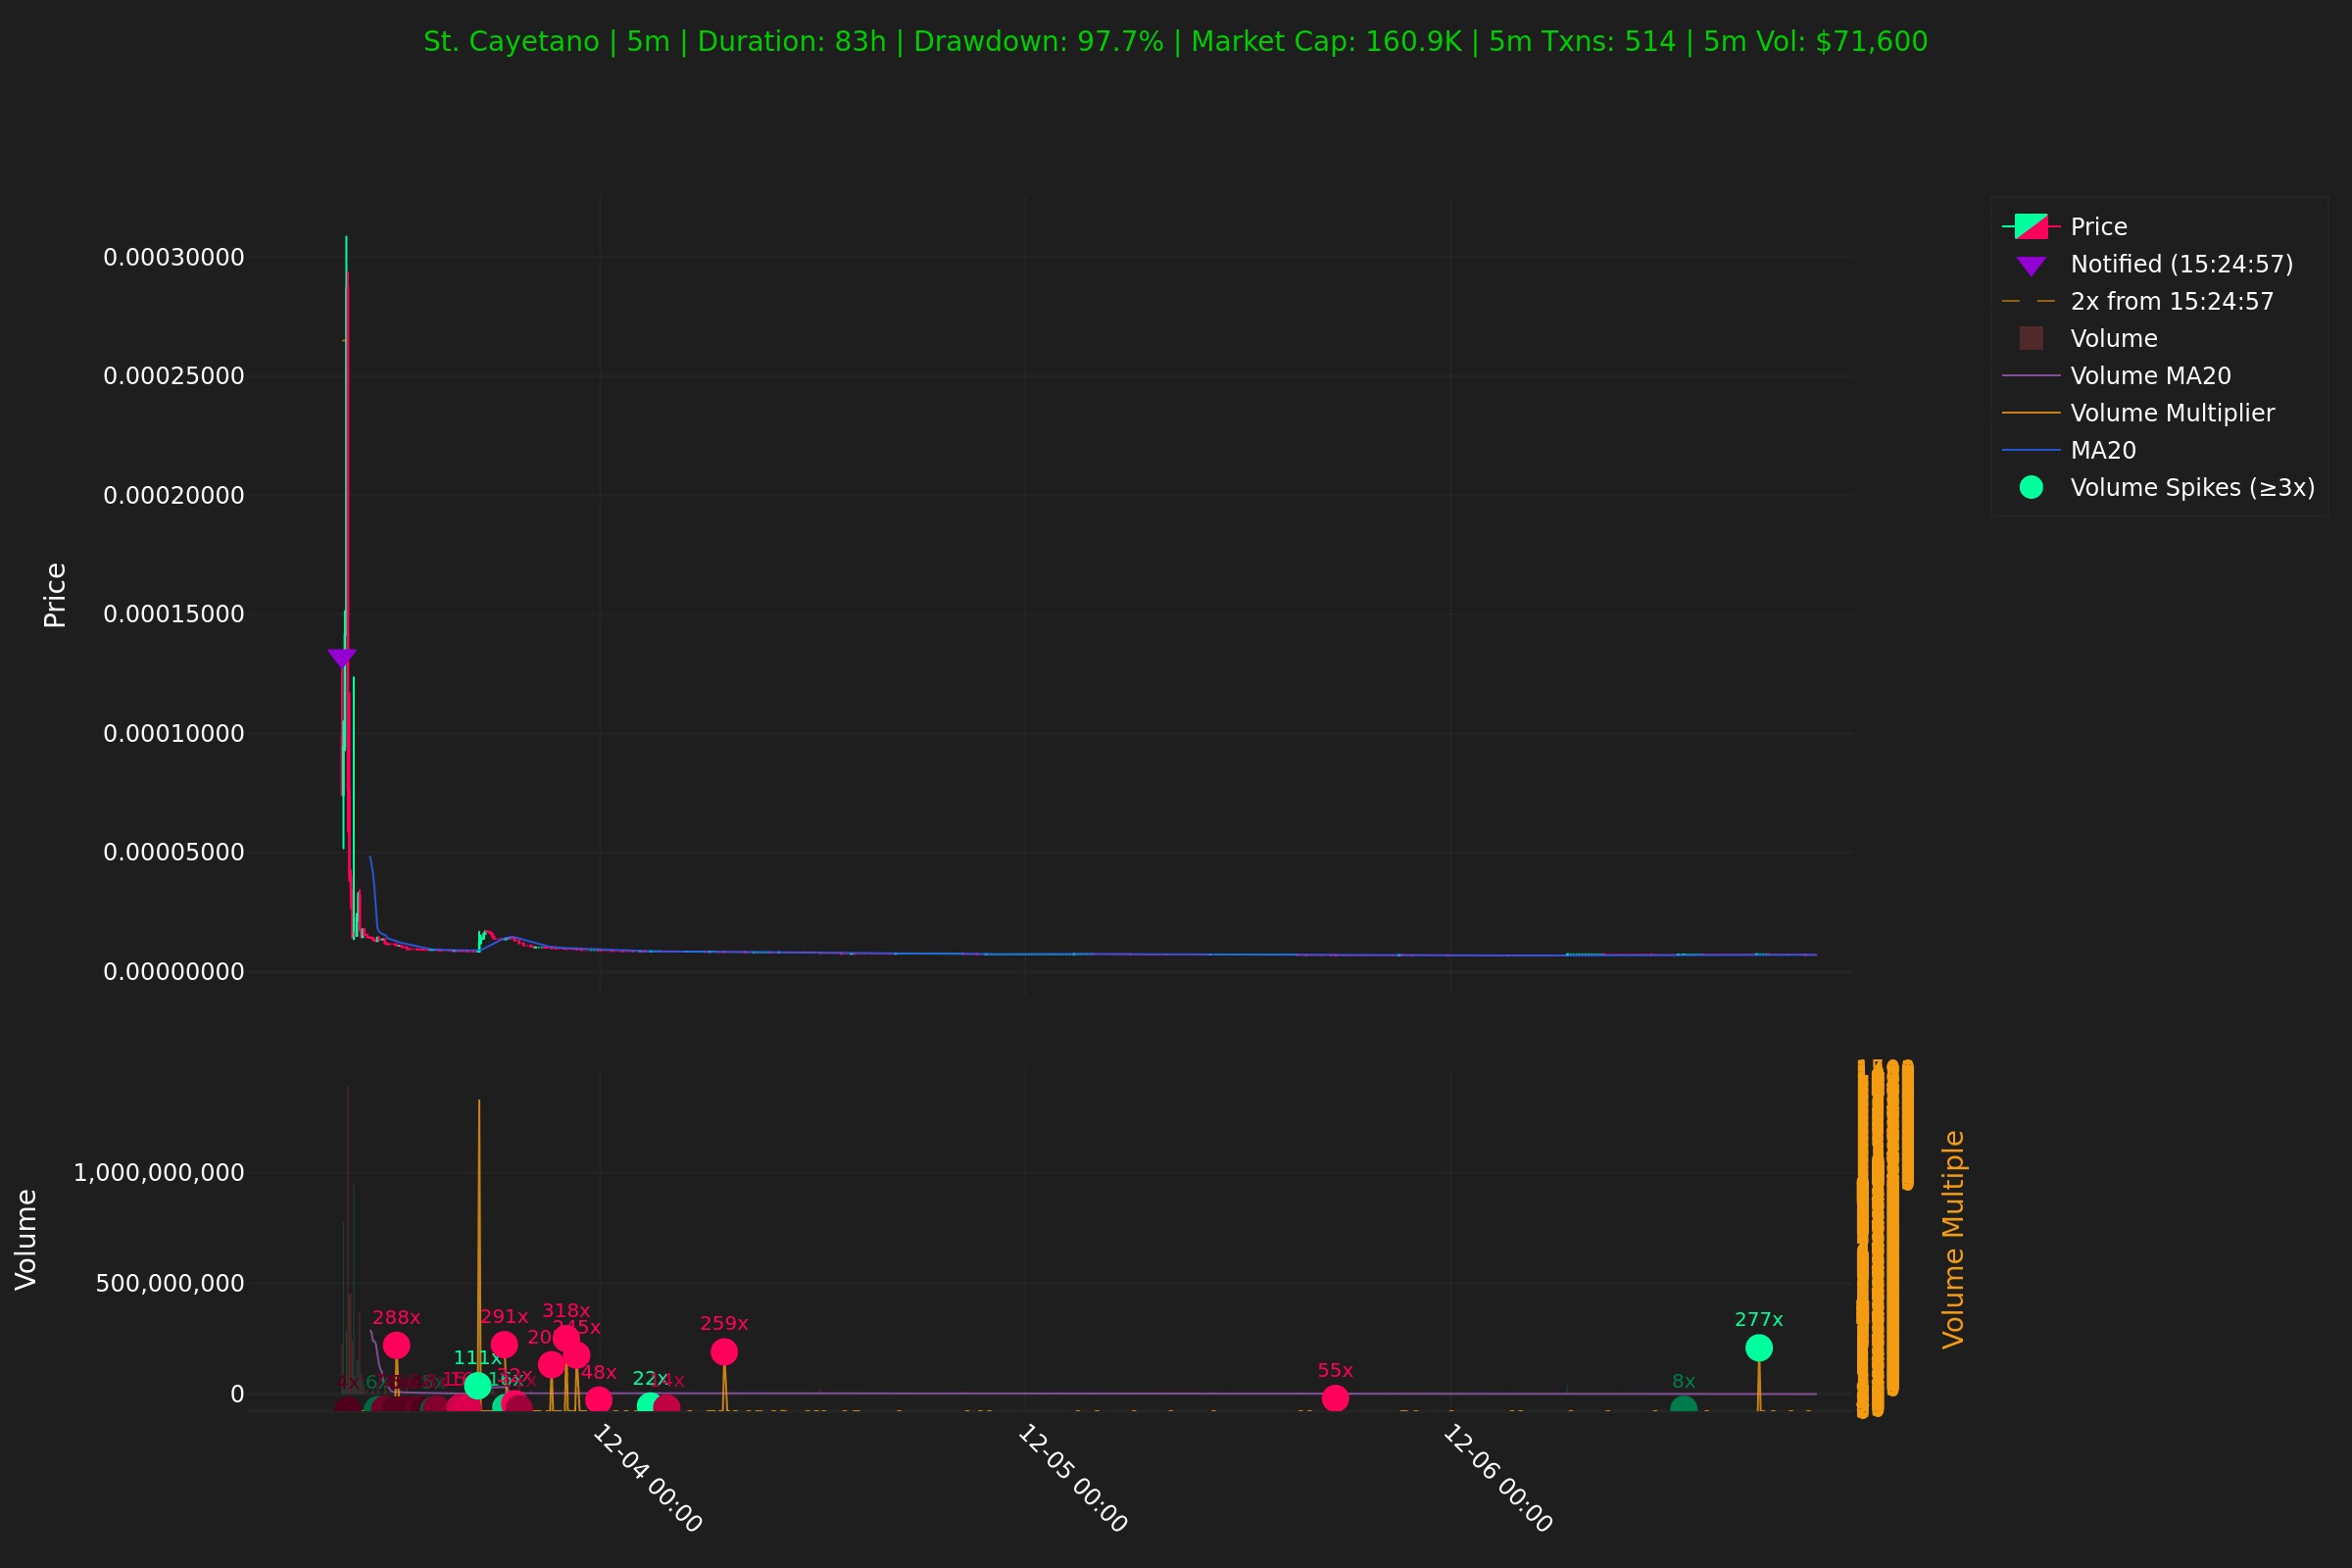 St. Cayetano | 5m | Duration: 83h | Drawdown: 97.7% | Market Cap: 160.9K | 5m Txns: 514 | 5m Vol: $71,600
Price
0.00030000
0.00025000
0.00020000
0.00015000
0.00010000
0.00005000
0.00000000
Price
Notified (15:24:57)
2x from 15:24:57
Volume
Volume MA20
Volume Multiplier
MA20
Volume Spikes (≥3x)
Volume
1,000,000,000
500,000,000
0
288x
291x
318x
259x
111x
48x
22x
14x
55x
8x
277x
Volume Multiple
12-04 00:00
12-05 00:00
12-06 00:00